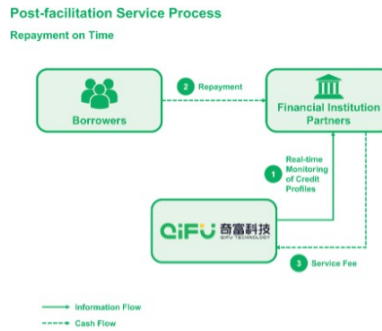 Post-facilitation Service Process
Repayment on Time
2 Repayment
Borrowers
Financial Institution
Partners
1
Real-time
Monitoring
of Credit
Profiles
QiFU 奇富科技
QIFU TECHNOLOGY
3 Service Fee
Information Flow
Cash Flow